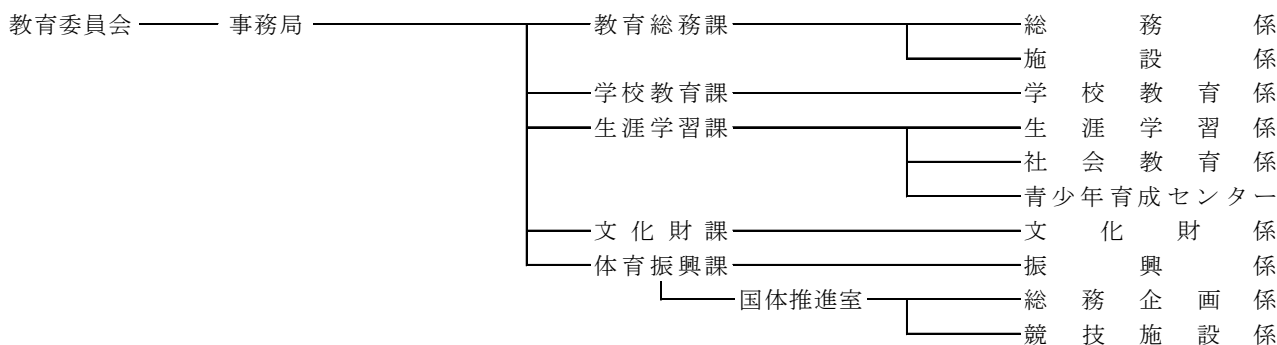 教育委員会 事務局 教育総務課 総務係
施設係
学校教育課 学校教育係
生涯学習課 生涯学習係
社会教育係
青少年育成センター
文化財課 文化財係
体育振興課 振興係
国体推進室 総務企画係
競技施設係